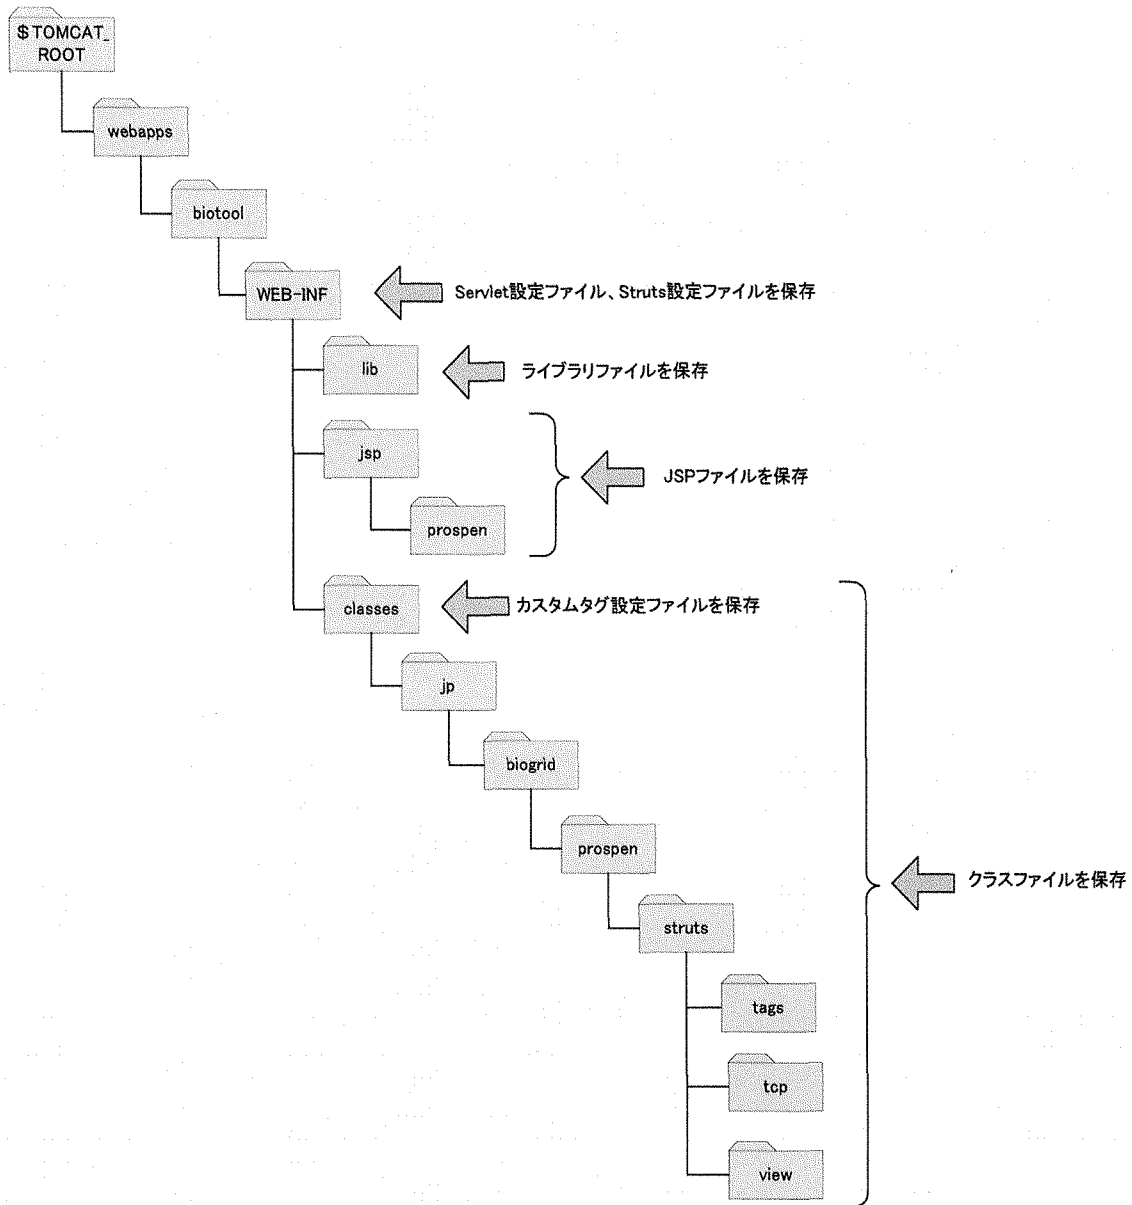 $TOMCAT_
ROOT
webapps
biotool
WEB-INF
Servlet設定ファイル、Struts設定ファイルを保存
lib
ライブラリファイルを保存
jsp
JSPファイルを保存
prospen
classes
カスタムタグ設定ファイルを保存
jp
biogrid
prospen
クラスファイルを保存
struts
tags
tcp
view